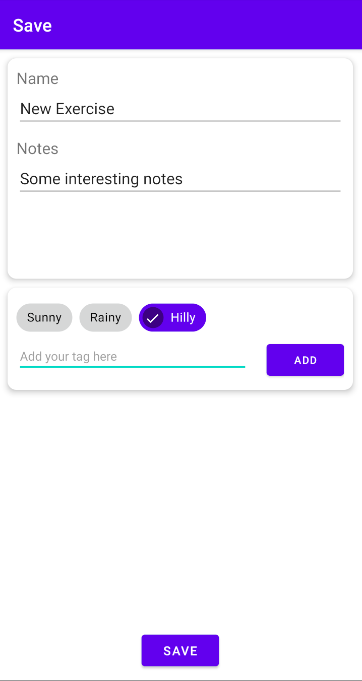 Save
Name
New Exercise
Notes
Some interesting notes
Sunny Rainy Hilly
Add your tag here ADD
SAVE